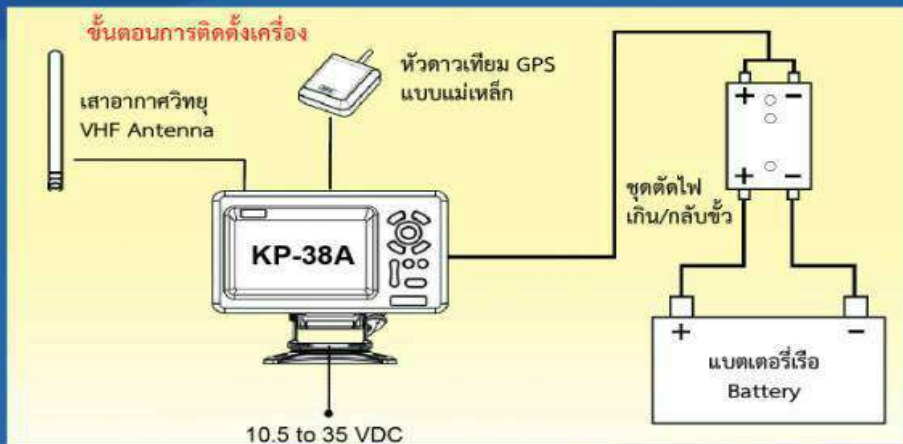 ขั้นตอนการติดตั้งเครื่อง
เสาอากาศวิทยุ
VHF Antenna
หัวดาวเทียม GPS
แบบแม่เหล็ก
KP-38A
10.5 to 35 VDC
+ −
+ −
ชุดตัดไฟ
เกิน/กลับขั้ว
+ −
แบตเตอรี่เรือ
Battery